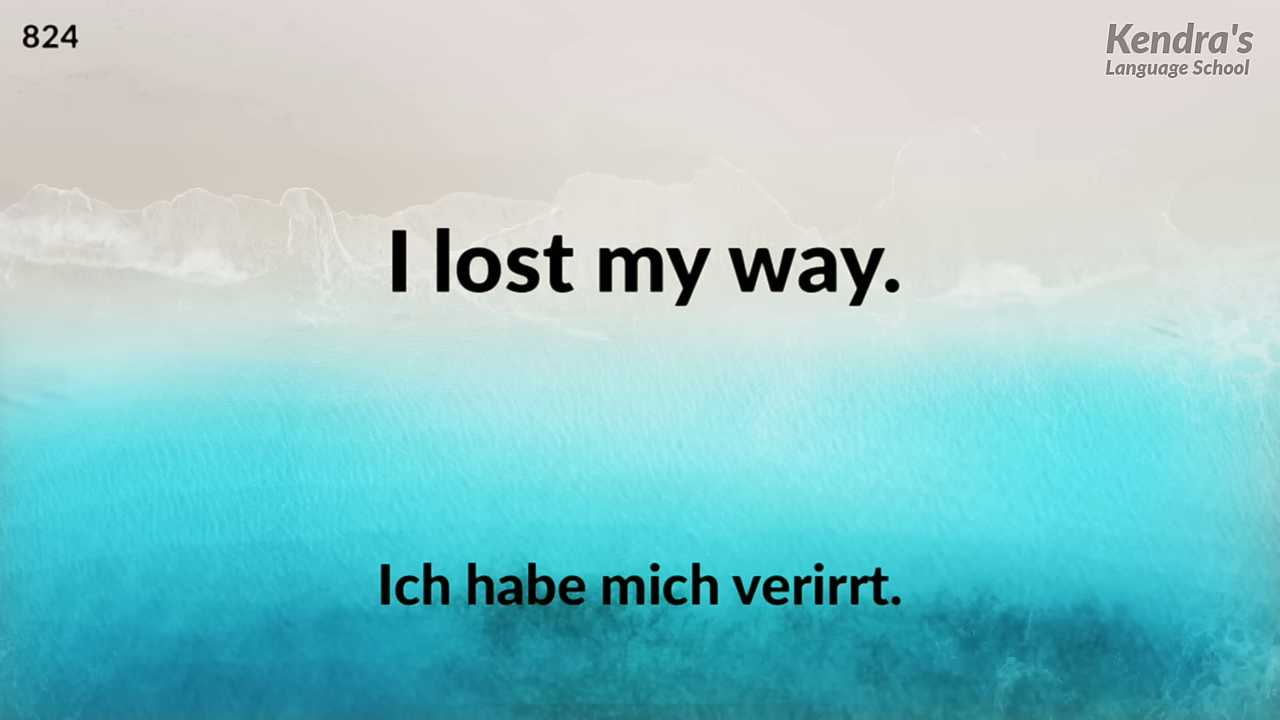 824
Kendra's
Language School
I lost my way.
Ich habe mich verirrt.